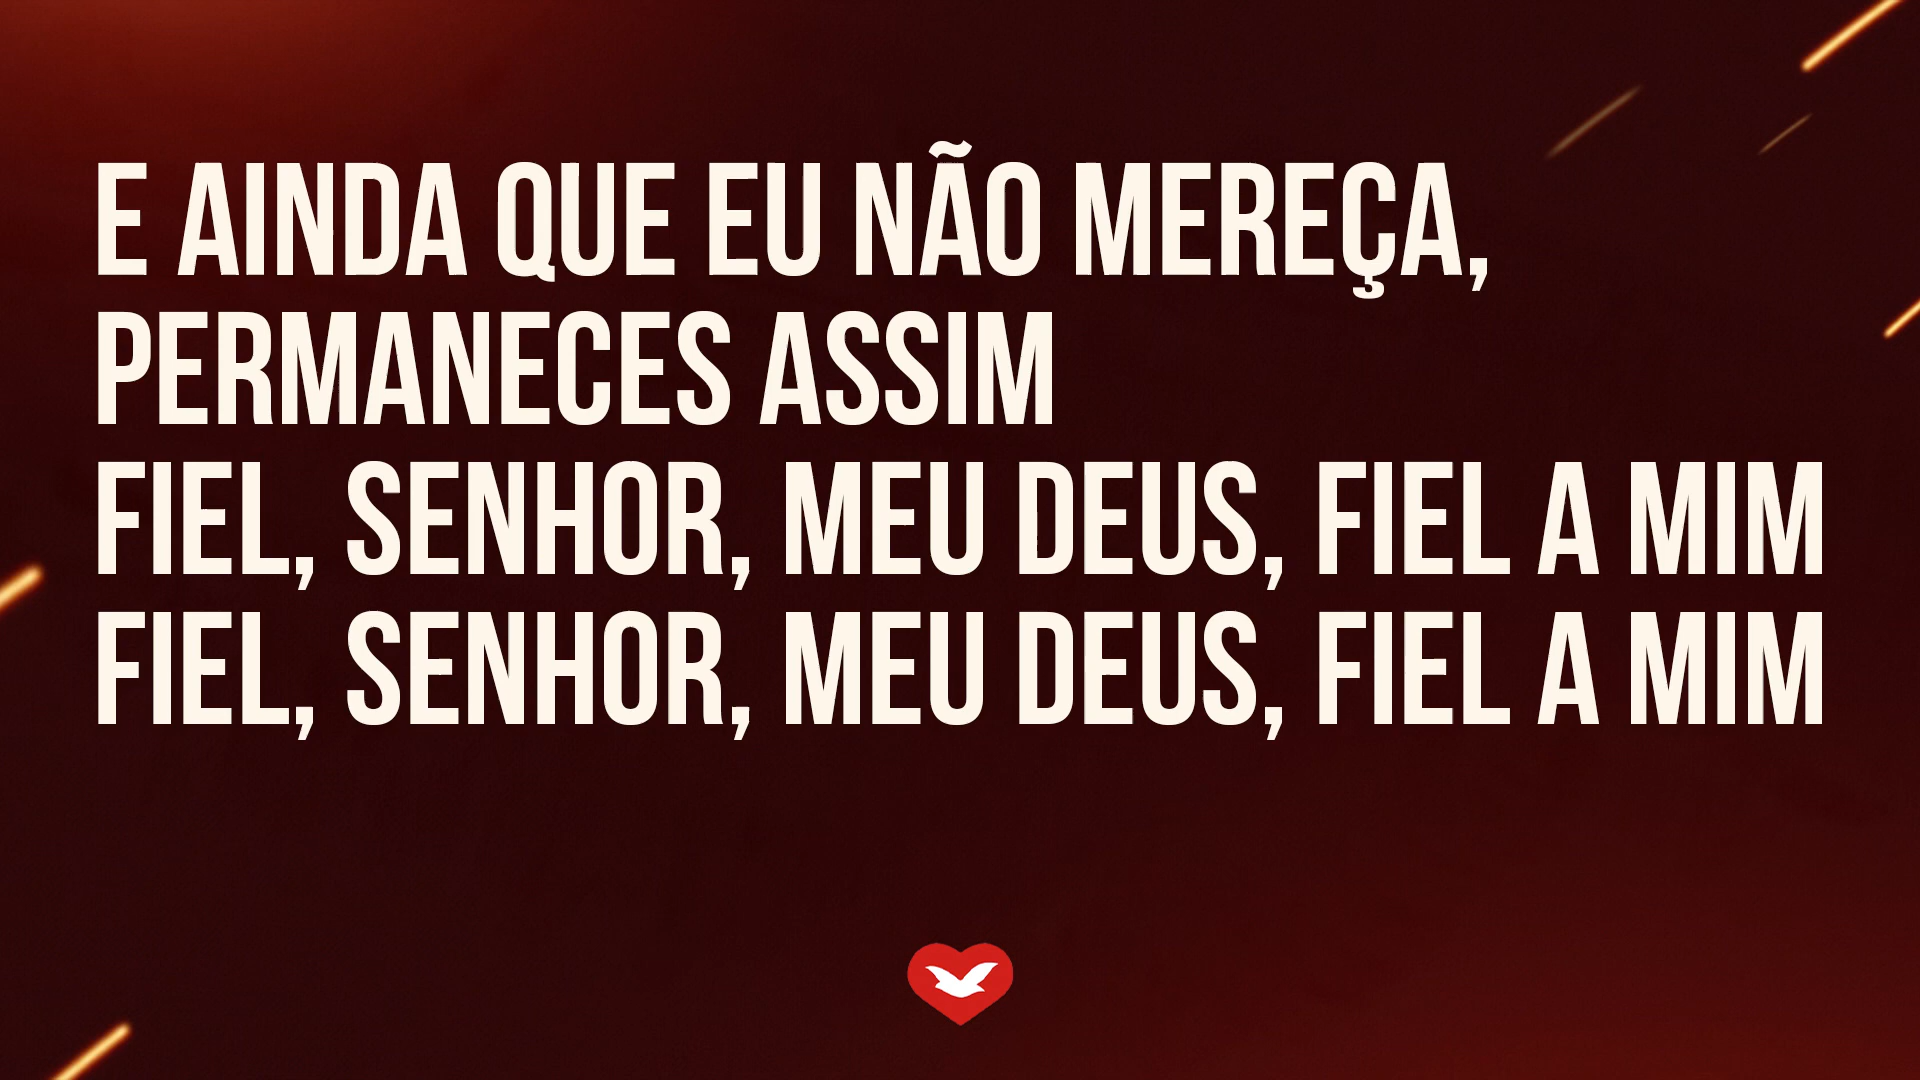 E AINDA QUE EU NÃO MEREÇA,
PERMANECES ASSIM
FIEL, SENHOR, MEU DEUS, FIEL A MIM
FIEL, SENHOR, MEU DEUS, FIEL A MIM